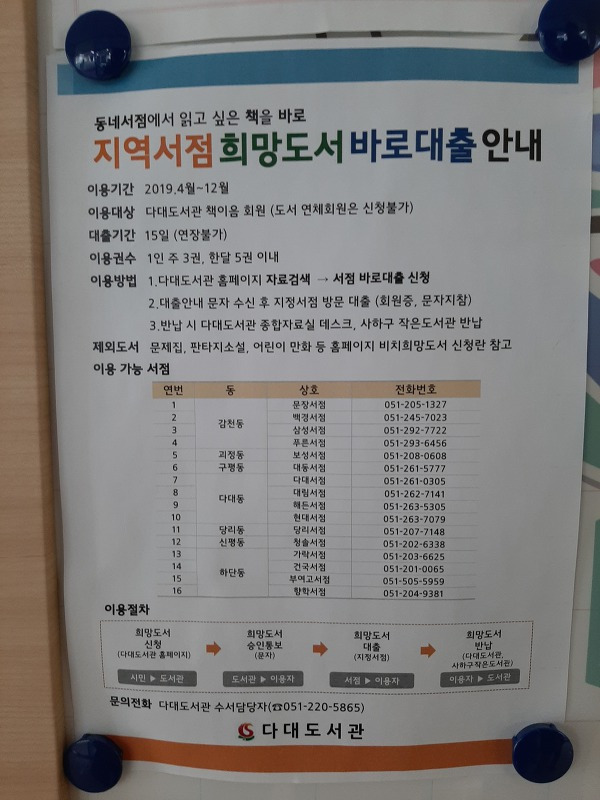 동네서점에서 읽고 싶은 책을 바로
지역서점 희망도서 바로대출 안내
이용기간 2019.4월~12월
이용대상 다대도서관 책이음 회원 (도서 연체회원은 신청불가)
대출기간 15일 (연장불가)
이용권수 1인 주 3권, 한달 5권 이내
이용방법 1.다대도서관 홈페이지 자료검색 → 서점 바로대출 신청
2.대출안내 문자 수신 후 지정서점 방문 대출 (회원증, 문자지참)
3.반납 시 다대도서관 종합자료실 데스크, 사하구 작은도서관 반납
제외도서 문제집, 판타지소설, 어린이 만화 등 홈페이지 비치희망도서 신청란 참고
이용 가능 서점
연번 동 상호 전화번호
1 감천동 문장서점 051-205-1327
2 백경서점 051-245-7023
3 삼성서점 051-292-7722
4 푸른서점 051-293-6456
5 괴정동 보성서점 051-208-0608
6 구평동 대동서점 051-261-5777
7 다대동 다대서점 051-261-0305
8 대림서점 051-262-7141
9 해든서점 051-263-5305
10 현대서점 051-263-7079
11 당리동 당리서점 051-207-7148
12 신평동 청솔서점 051-202-6338
13 하단동 가락서점 051-203-6625
14 건국서점 051-201-0065
15 부여고서점 051-505-5959
16 향학서점 051-204-9381
이용절차
희망도서 희망도서 희망도서 희망도서
신청 승인통보 대출 반납
(다대도서관 홈페이지) (문자) (지정서점) (다대도서관,
사하구작은도서관)
시민 ▶ 도서관 도서관 ▶ 이용자 서점 ▶ 이용자 이용자 ▶ 도서관
문의전화 다대도서관 수서담당자(☎051-220-5865)
다대도서관